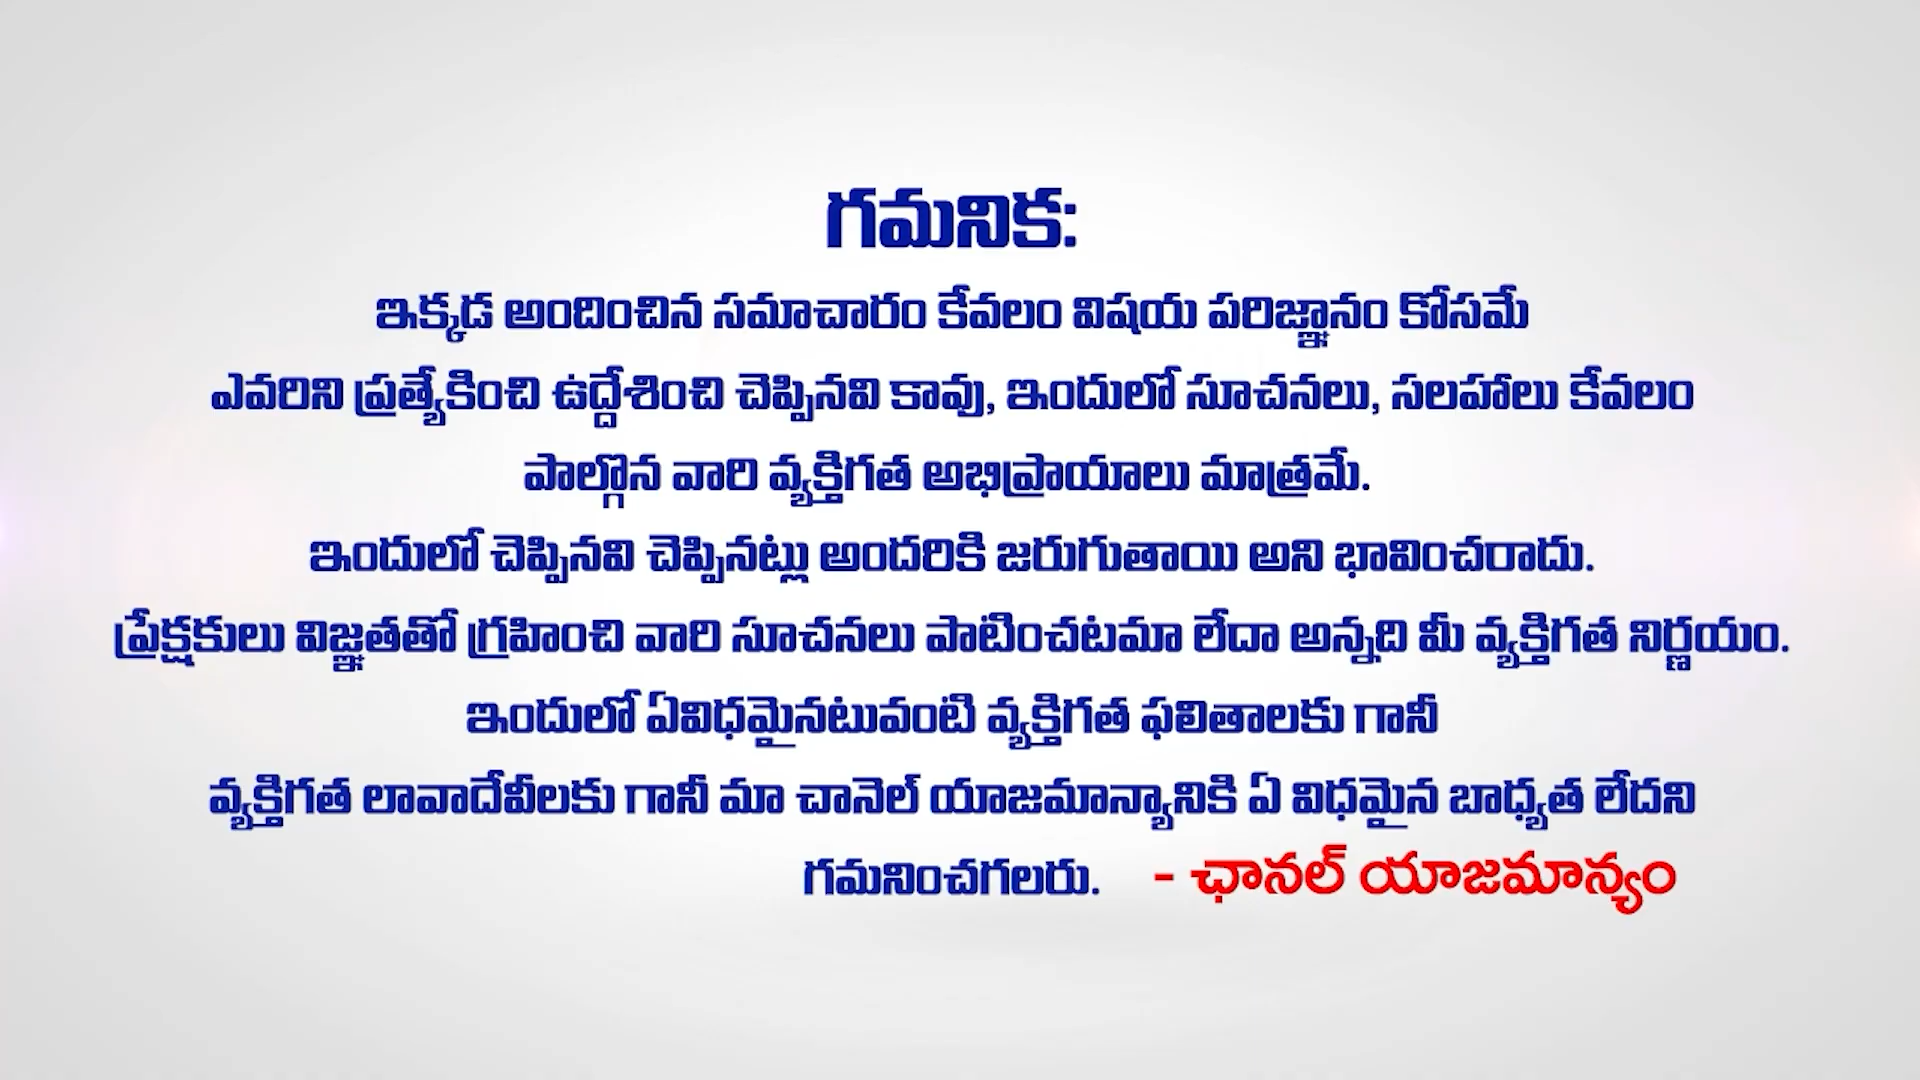 గమనిక:
ఇక్కడ అందించిన సమాచారం కేవలం విషయ పరిజ్ఞానం కోసమే
ఎవరిని ప్రత్యేకించి ఉద్దేశించి చెప్పినవి కావు, ఇందులో సూచనలు, సలహాలు కేవలం
పాల్గొన వారి వ్యక్తిగత అభిప్రాయాలు మాత్రమే.
ఇందులో చెప్పినవి చెప్పినట్లు అందరికి జరుగుతాయి అని భావించరాదు.
ప్రేక్షకులు విజ్ఞతతో గ్రహించి వారి సూచనలు పాటించటమా లేదా అన్నది మీ వ్యక్తిగత నిర్ణయం.
ఇందులో ఏవిధమైనటువంటి వ్యక్తిగత ఫలితాలకు గానీ
వ్యక్తిగత లావాదేవీలకు గానీ మా చానెల్ యాజమాన్యానికి ఏ విధమైన బాధ్యత లేదని
గమనించగలరు. - ఛానల్ యాజమాన్యం